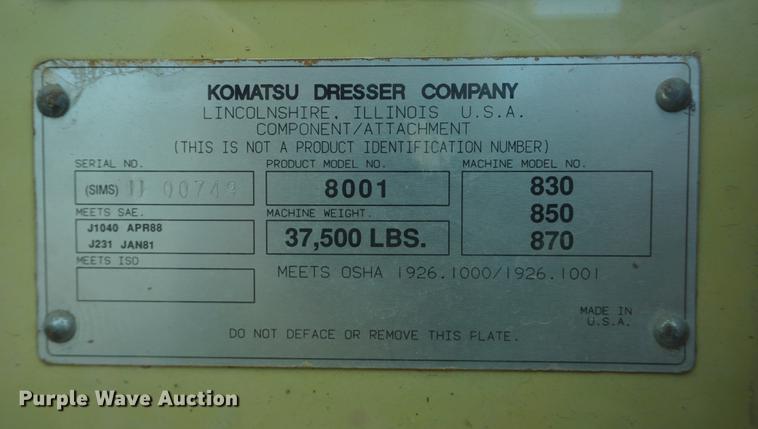 KOMATSU DRESSER COMPANY
LINCOLNSHIRE, ILLINOIS U.S.A.
COMPONENT/ATTACHMENT
(THIS IS NOT A PRODUCT IDENTIFICATION NUMBER)
SERIAL NO. PRODUCT MODEL NO. MACHINE MODEL NO.
(SIMS) 8001 830
MEETS SAE. MACHINE WEIGHT. 850
J1040 APR88 37,500 LBS. 870
J231 JAN81
MEETS ISO
MEETS OSHA 1926.1000/1926.1001
MADE IN
U.S.A.
DO NOT DEFACE OR REMOVE THIS PLATE.
Purple Wave Auction